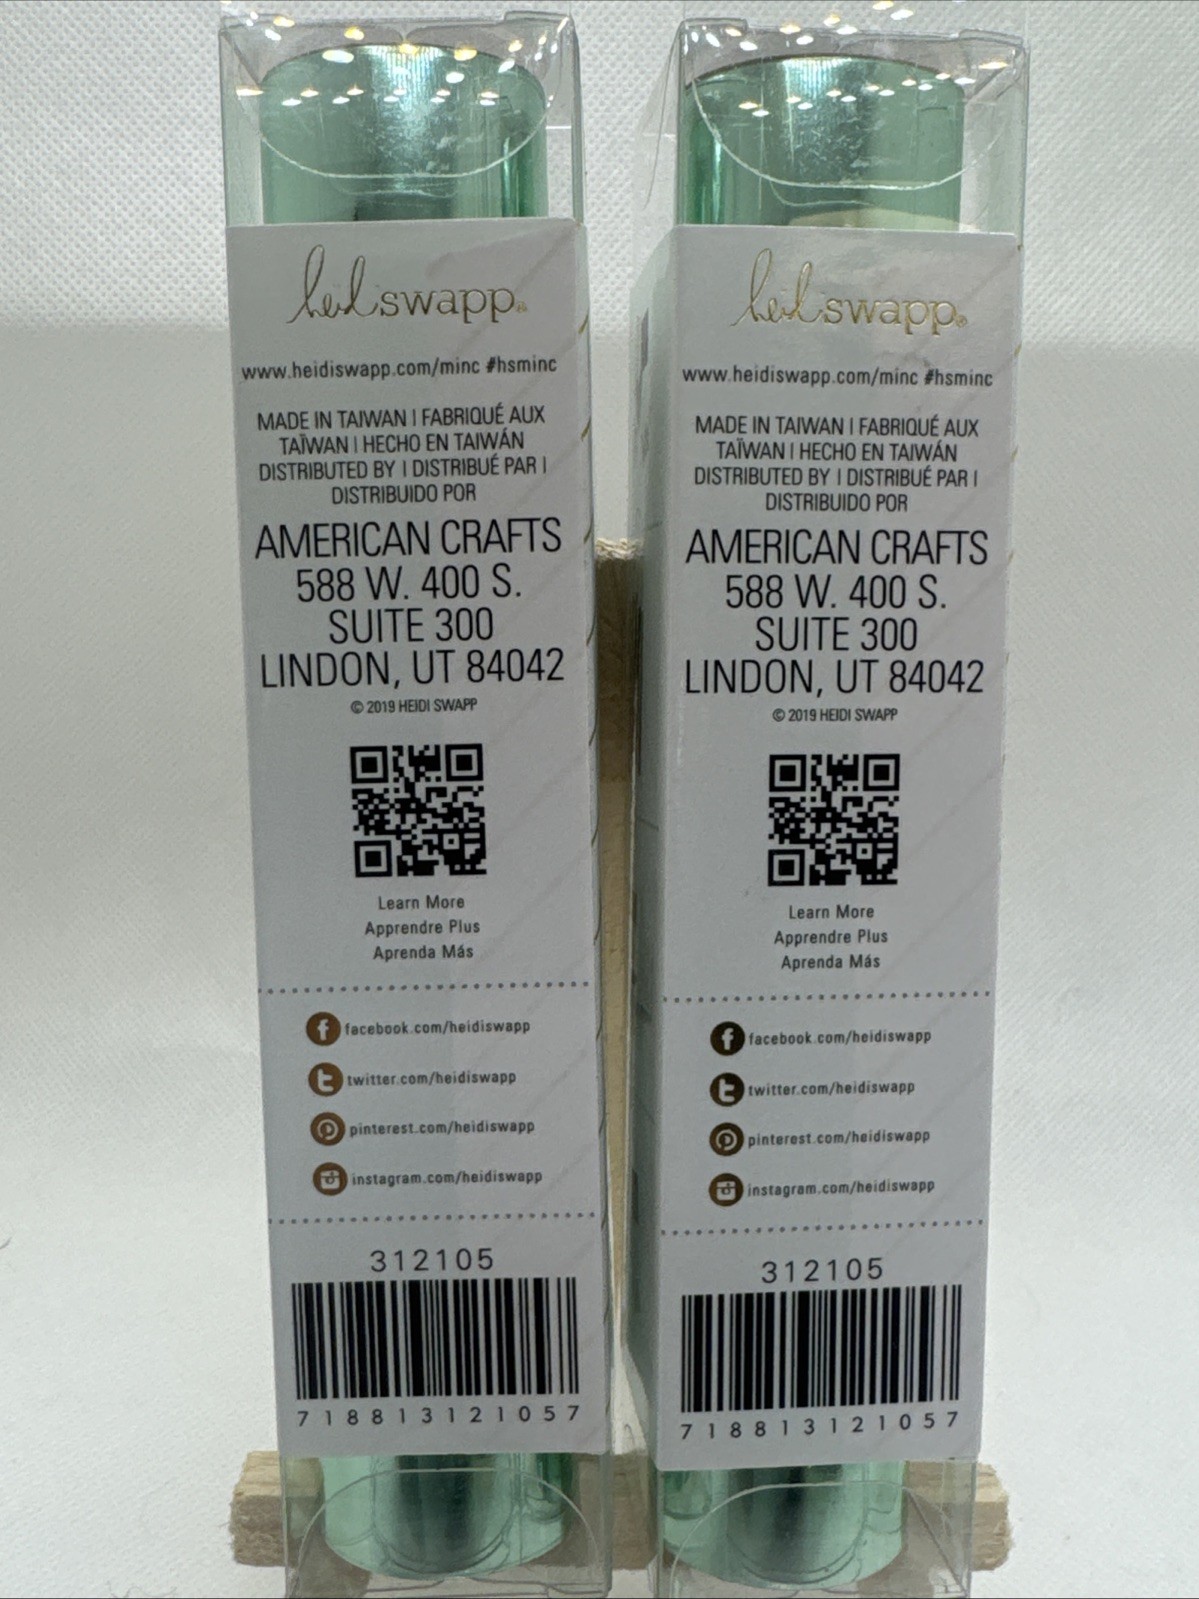 heidi swapp®
www.heidiswapp.com/minc #hsminc
MADE IN TAIWAN | FABRIQUÉ AUX
TAÏWAN | HECHO EN TAIWÁN
DISTRIBUTED BY | DISTRIBUÉ PAR |
DISTRIBUIDO POR
AMERICAN CRAFTS
588 W. 400 S.
SUITE 300
LINDON, UT 84042
© 2019 HEIDI SWAPP
Learn More
Apprendre Plus
Aprenda Más
facebook.com/heidiswapp
twitter.com/heidiswapp
pinterest.com/heidiswapp
instagram.com/heidiswapp
312105
718813121057
heidi swapp®
www.heidiswapp.com/minc #hsminc
MADE IN TAIWAN | FABRIQUÉ AUX
TAÏWAN | HECHO EN TAIWÁN
DISTRIBUTED BY | DISTRIBUÉ PAR |
DISTRIBUIDO POR
AMERICAN CRAFTS
588 W. 400 S.
SUITE 300
LINDON, UT 84042
© 2019 HEIDI SWAPP
Learn More
Apprendre Plus
Aprenda Más
facebook.com/heidiswapp
twitter.com/heidiswapp
pinterest.com/heidiswapp
instagram.com/heidiswapp
312105
718813121057